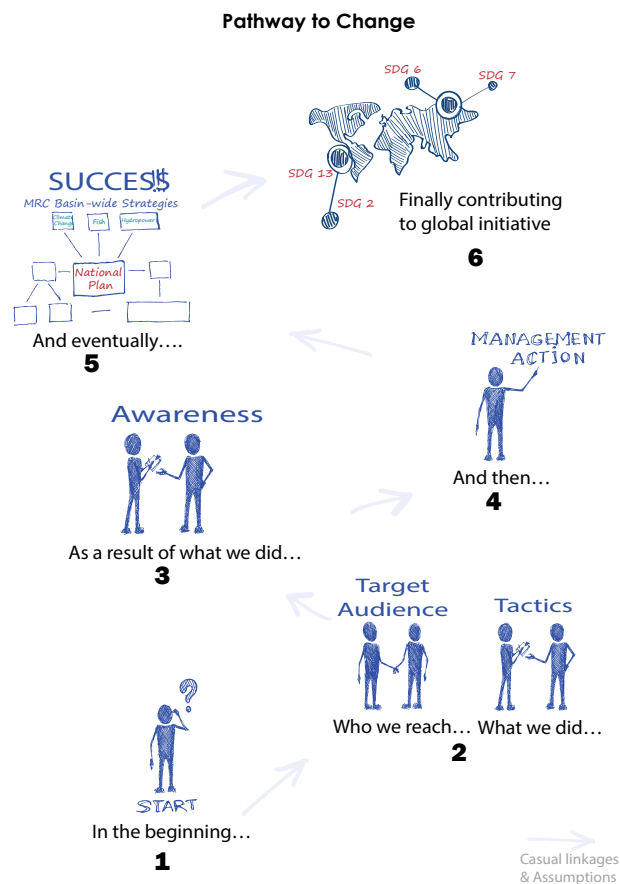 Pathway to Change
SDG 6
SDG 7
SDG 13
SDG 2
Finally contributing
to global initiative
6
SUCCESS!!
MRC Basin-wide Strategies
Climate
Change
Fish
Hydropower
National
Plan
And eventually….
5
MANAGEMENT
ACTION
And then…
4
Awareness
As a result of what we did…
3
Target
Audience
Tactics
Who we reach…
What we did…
2
?
START
In the beginning…
1
Casual linkages
& Assumptions